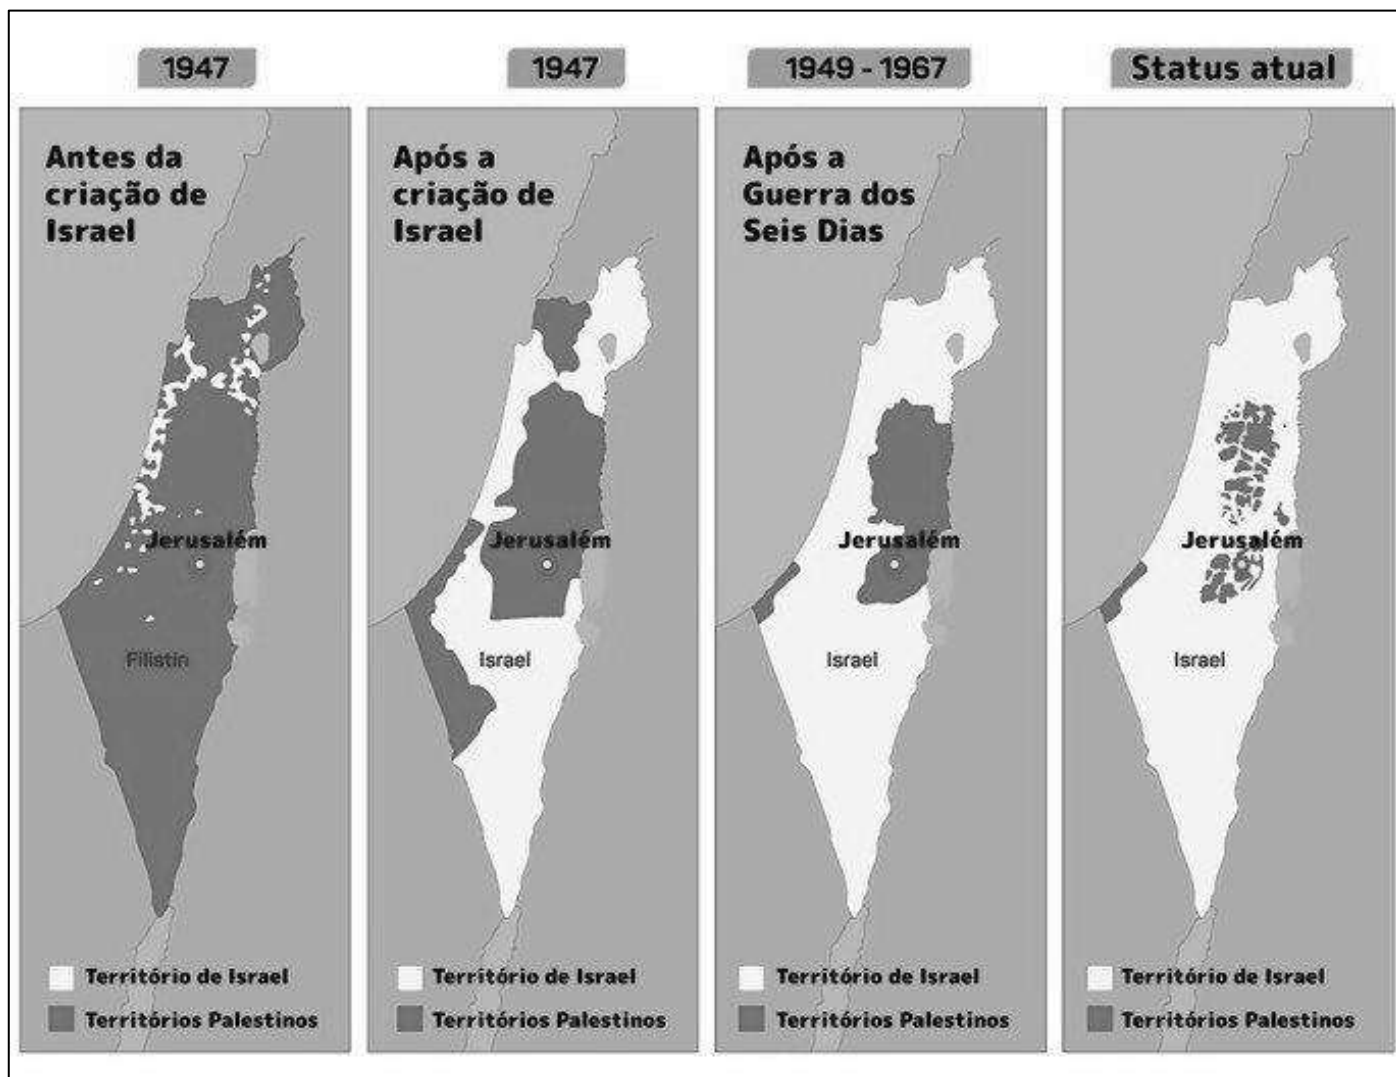 1947
Antes da
criação de
Israel
Jerusalém
Filistin
Território de Israel
Territórios Palestinos
1947
Após a
criação de
Israel
Jerusalém
Israel
Território de Israel
Territórios Palestinos
1949 - 1967
Após a
Guerra dos
Seis Dias
Jerusalém
Israel
Território de Israel
Territórios Palestinos
Status atual
Jerusalém
Israel
Território de Israel
Territórios Palestinos